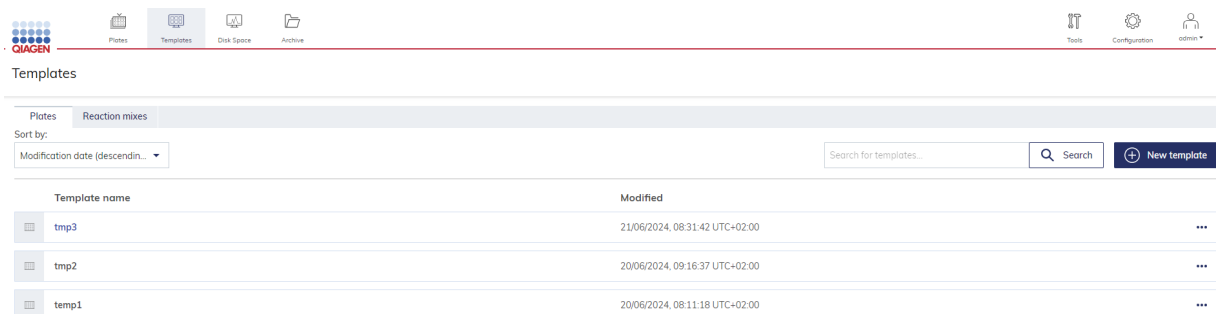 QIAGEN
Plates Templates Disk Space Archive Tools Configuration admin
Templates
Plates Reaction mixes
Sort by:
Modification date (descendin... Search for templates... Search New template
Template name Modified
tmp3 21/06/2024, 08:31:42 UTC+02:00
tmp2 20/06/2024, 09:16:37 UTC+02:00
temp1 20/06/2024, 08:11:18 UTC+02:00